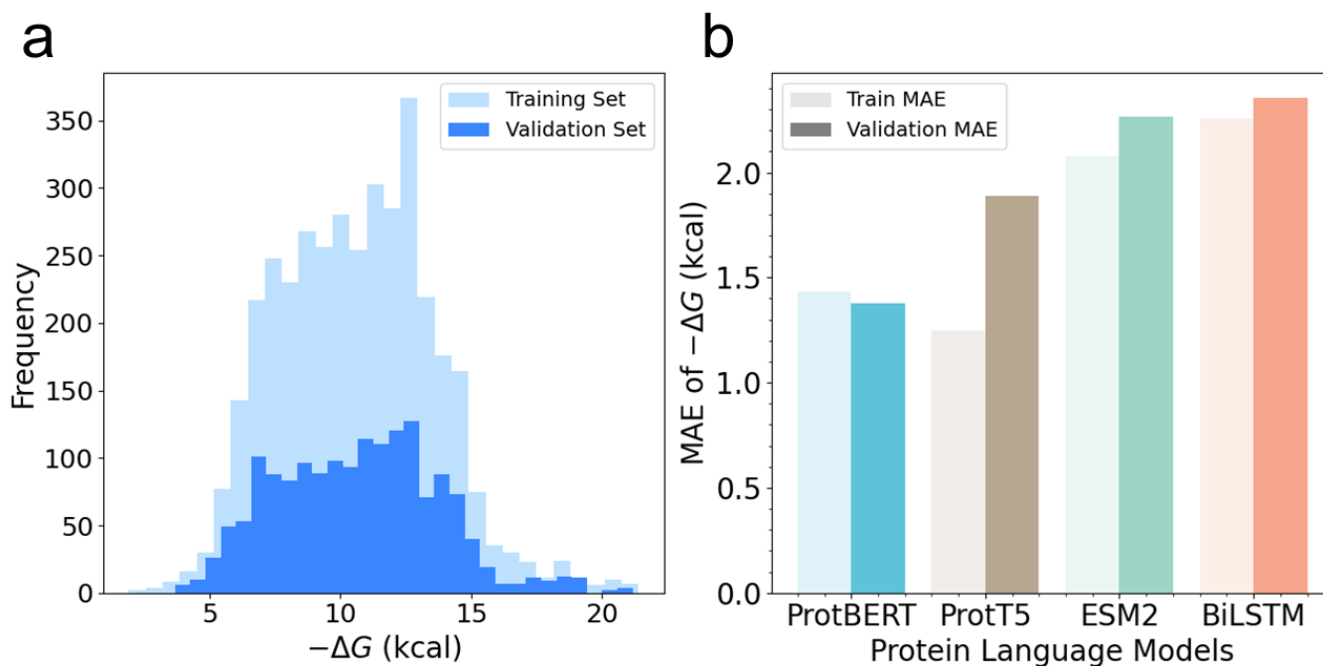 a
Training Set
Validation Set
350
300
250
200
150
100
50
0
Frequency
5 10 15 20
−ΔG (kcal)
b
Train MAE
Validation MAE
2.0
1.5
1.0
0.5
0.0
MAE of −ΔG (kcal)
ProtBERT ProtT5 ESM2 BiLSTM
Protein Language Models